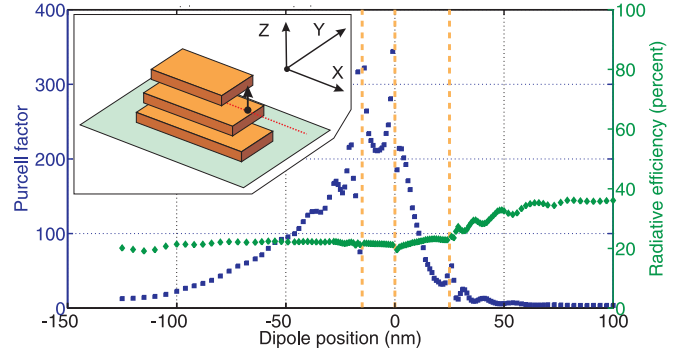 400
300
200
100
0
Purcell factor
Z
Y
X
100
80
60
40
20
0
Radiative efficiency (percent)
-150
-100
-50
0
50
100
Dipole position (nm)